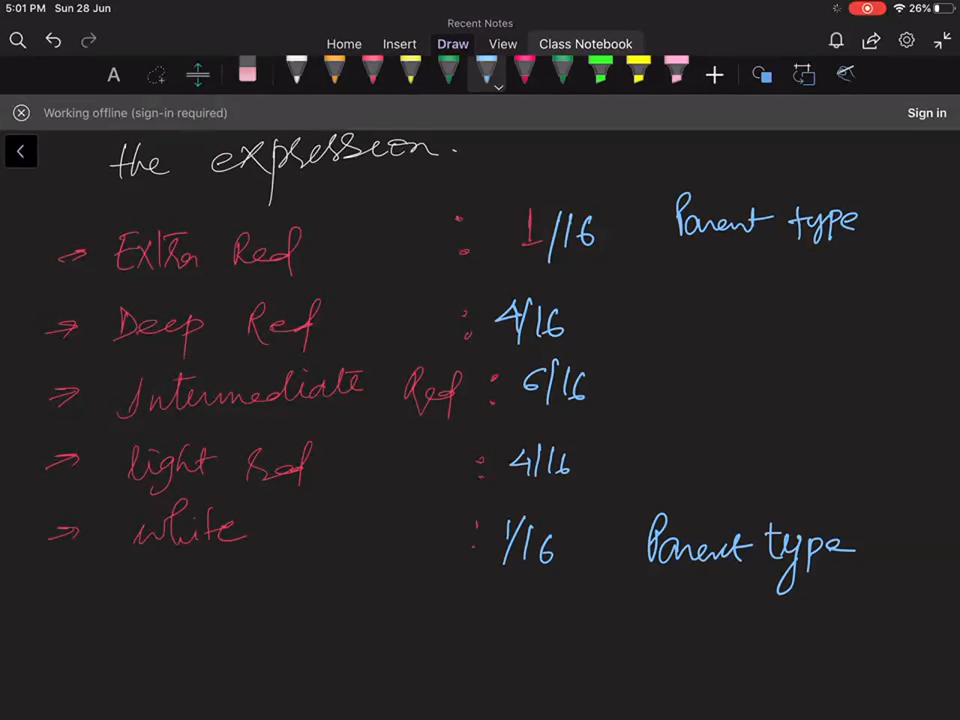 5:01 PM Sun 28 Jun 26%
Recent Notes
Home Insert Draw View Class Notebook
A
Working offline (sign-in required) Sign in
the expression.
→ Extra Red : 1/16 Parent type
→ Deep Red : 4/16
→ Intermediate Red : 6/16
→ light Red : 4/16
→ white : 1/16 Parent type